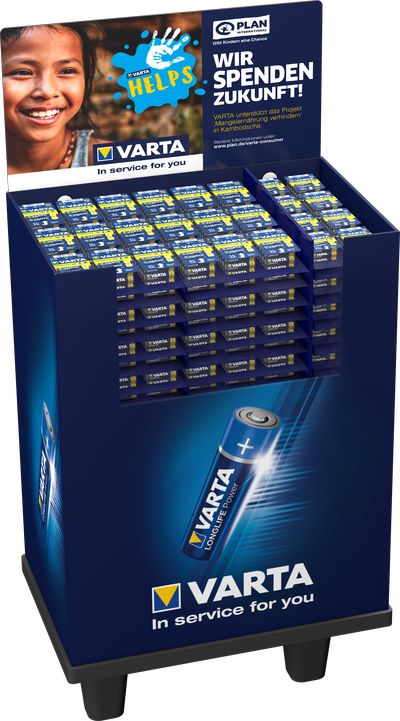 VARTA
HELPS
PLAN
INTERNATIONAL
Gibt Kindern eine Chance
WIR
SPENDEN
ZUKUNFT!
VARTA unterstützt das Projekt
„Mangelernährung verhindern“
in Kambodscha.
Weitere Informationen unter:
www.plan.de/varta-consumer
VARTA
In service for you
VARTA
LONGLIFE Power
VARTA
In service for you